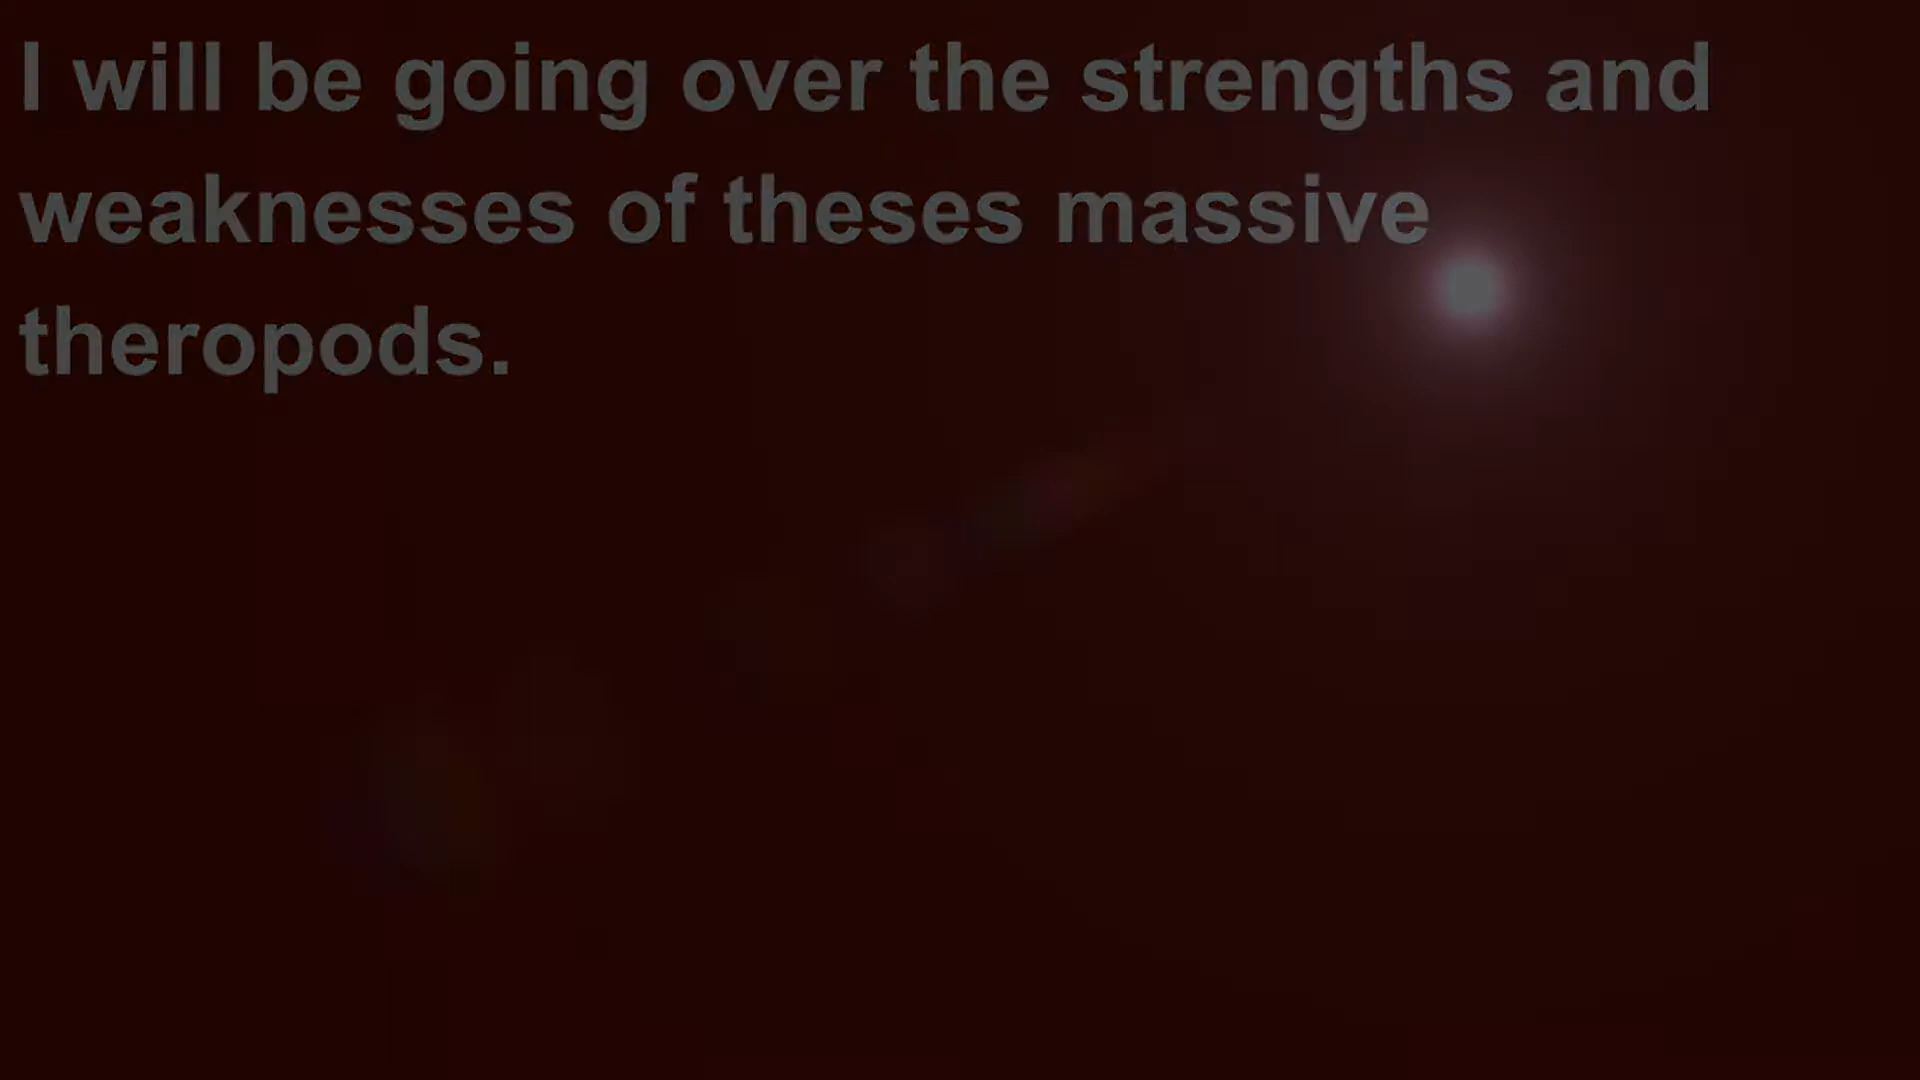 I will be going over the strengths and
weaknesses of theses massive
theropods.